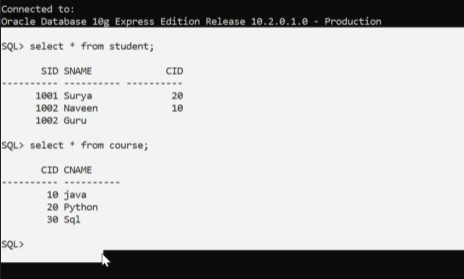 Connected to:
Oracle Database 10g Express Edition Release 10.2.0.1.0 - Production
SQL> select * from student;
SID SNAME CID
---------- ---------- ----------
1001 Surya 20
1002 Naveen 10
1002 Guru
SQL> select * from course;
CID CNAME
---------- ----------
10 java
20 Python
30 Sql
SQL>